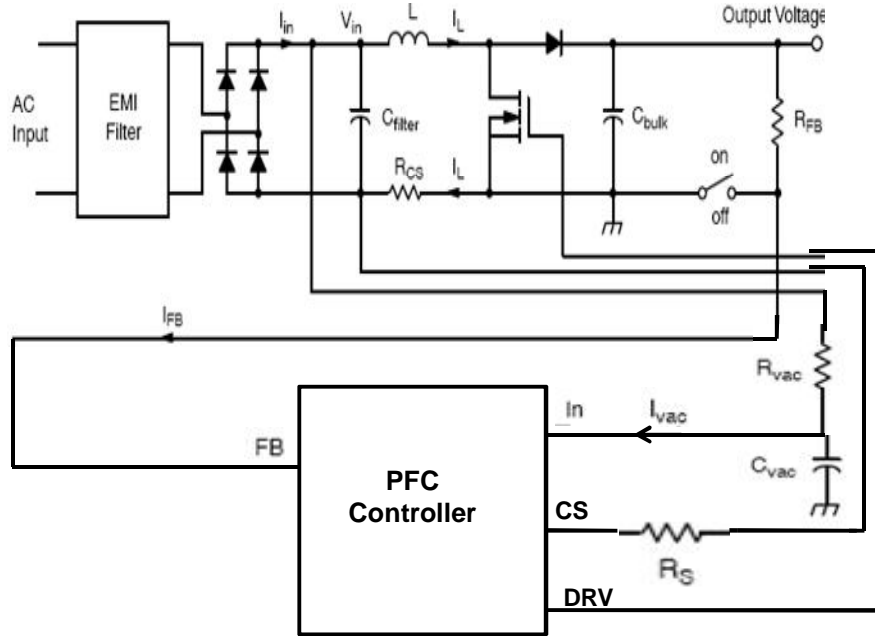 I_in
V_in
L
I_L
Output Voltage
AC
Input
EMI
Filter
C_filter
C_bulk
R_FB
R_CS
I_L
on
off
I_FB
R_vac
_In
I_vac
FB
C_vac
PFC
Controller
CS
R_S
DRV